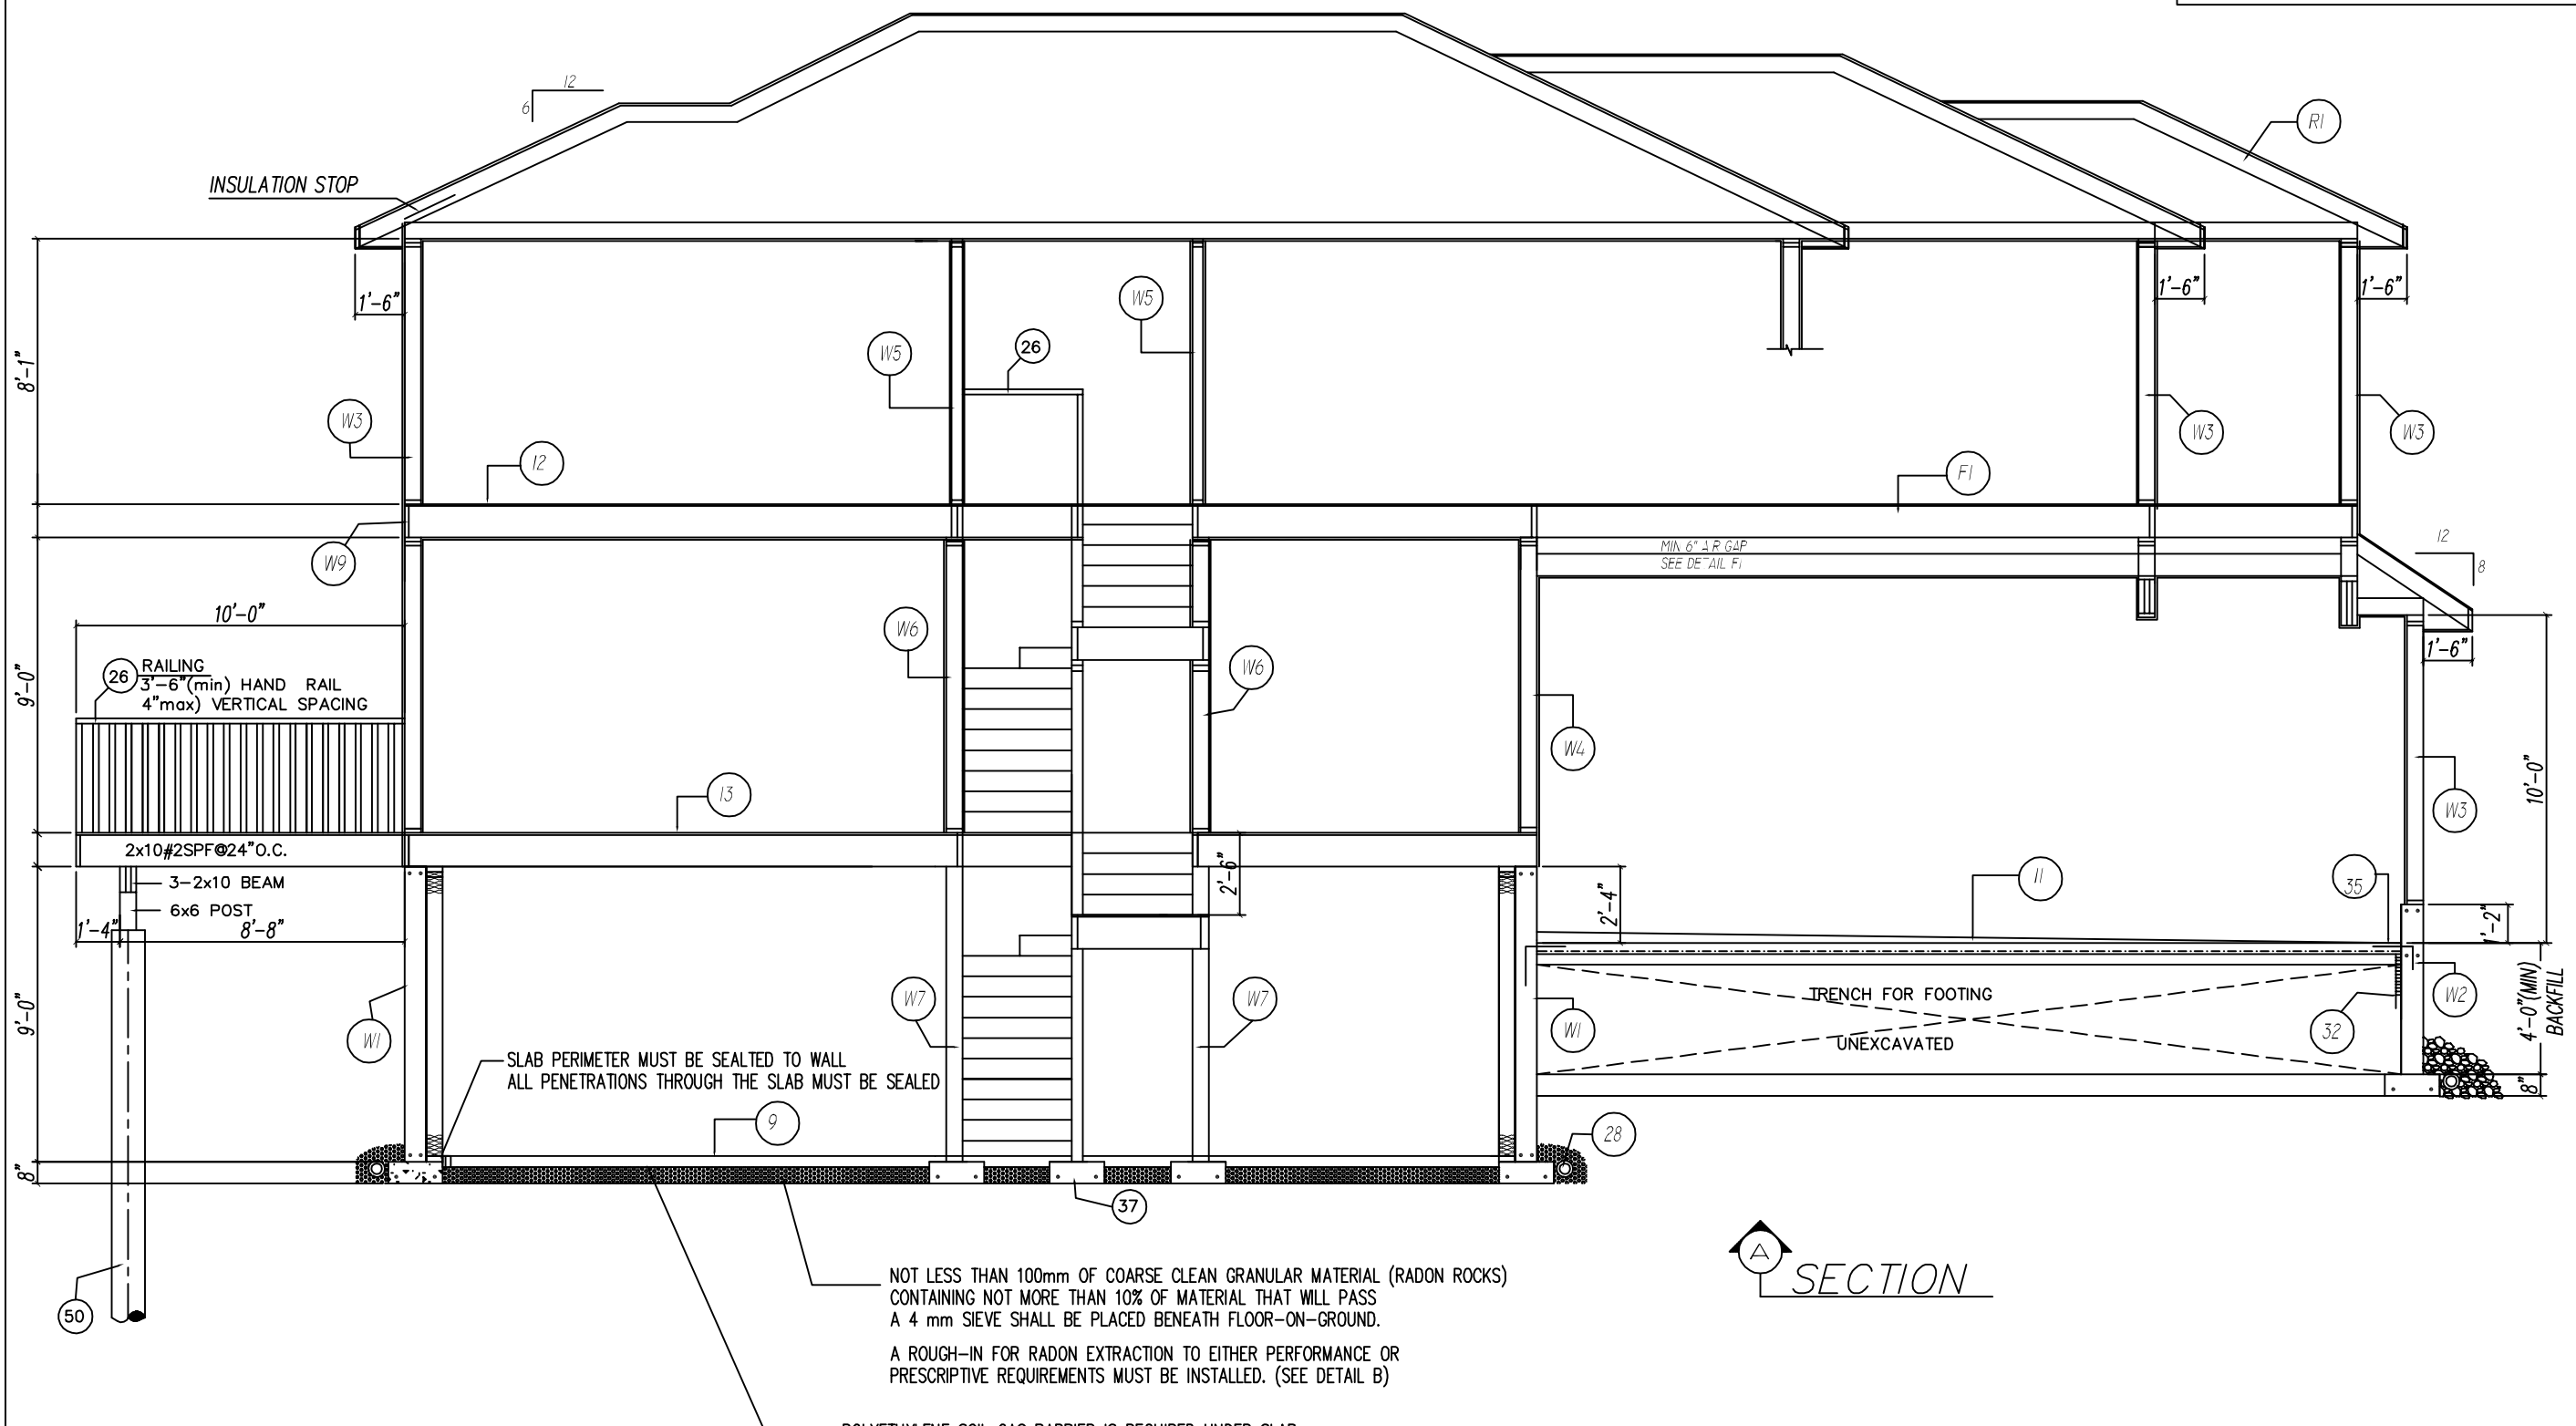 12
6
INSULATION STOP
R1
1'-6"
1'-6"
1'-6"
8'-1"
W5
W5
26
W3
W3
W3
12
F1
W9
MIN 6" A R GAP
SEE DETAIL F1
12
8
10'-0"
W6
W6
1'-6"
26
RAILING
3'-6"(min) HAND RAIL
4"max) VERTICAL SPACING
9'-0"
W4
W3
10'-0"
13
2x10#2SPF@24"O.C.
3-2x10 BEAM
6x6 POST
1'-4"
8'-8"
2'-6"
2'-4"
11
35
1'-2"
W7
W7
W1
W1
TRENCH FOR FOOTING
UNEXCAVATED
W2
32
4'-0"(MIN)
BACKFILL
8"
9'-0"
SLAB PERIMETER MUST BE SEALTED TO WALL
ALL PENETRATIONS THROUGH THE SLAB MUST BE SEALED
9
28
8"
37
50
NOT LESS THAN 100mm OF COARSE CLEAN GRANULAR MATERIAL (RADON ROCKS)
CONTAINING NOT MORE THAN 10% OF MATERIAL THAT WILL PASS
A 4 mm SIEVE SHALL BE PLACED BENEATH FLOOR-ON-GROUND.
A ROUGH-IN FOR RADON EXTRACTION TO EITHER PERFORMANCE OR
PRESCRIPTIVE REQUIREMENTS MUST BE INSTALLED. (SEE DETAIL B)
A
SECTION